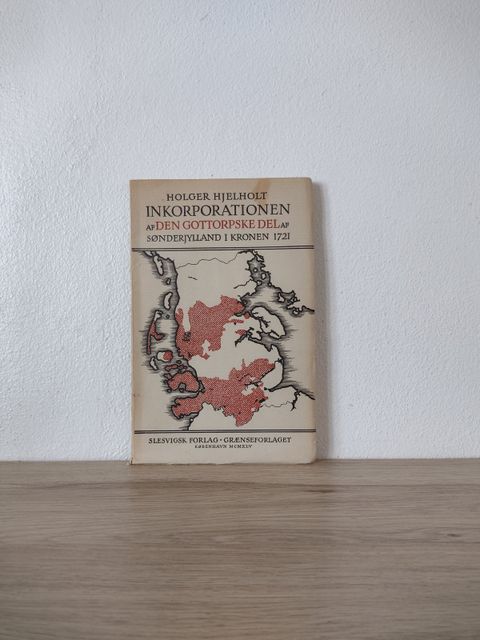 HOLGER HJELHOLT
INKORPORATIONEN
AF DEN GOTTORPSKE DEL AF
SØNDERJYLLAND I KRONEN 1721
SLESVIGSK FORLAG · GRÆNSEFORLAGET
KØBENHAVN MCMXLV